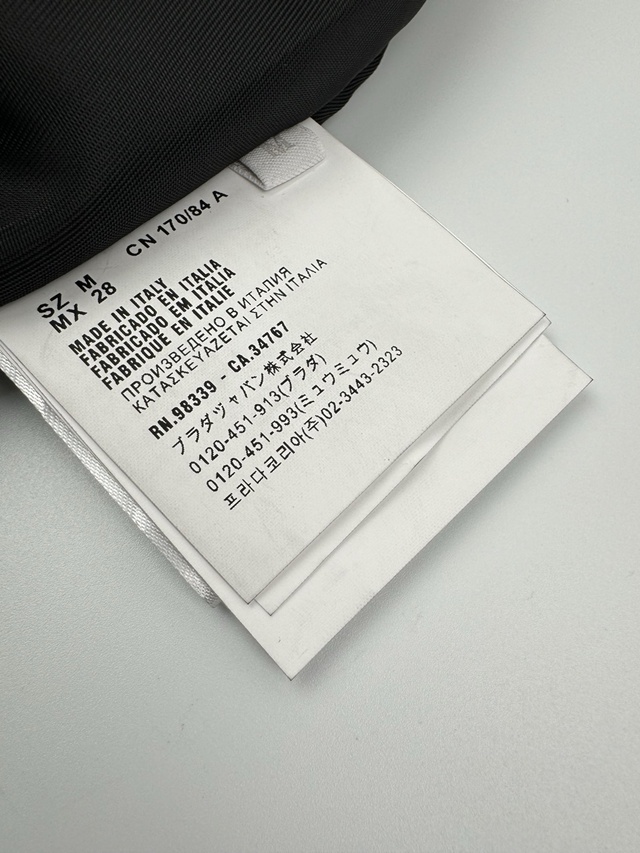 SZ M CN 170/84 A
MX 28
MADE IN ITALY
FABRICADO EN ITALIA
FABRICADO EM ITALIA
FABRIQUE EN ITALIE
ПРОИЗВЕДЕНО В ИТАЛИЯ
ΚΑΤΑΣΚΕΥΑΖΕΤΑΙ ΣΤΗΝ ΙΤΑΛΙΑ
RN.98339 - CA.34767
プラダヅャパン株式会社
0120-451-913(プラダ)
0120-451-993(ミュウミュウ)
프라다코리아(주)02-3443-2323